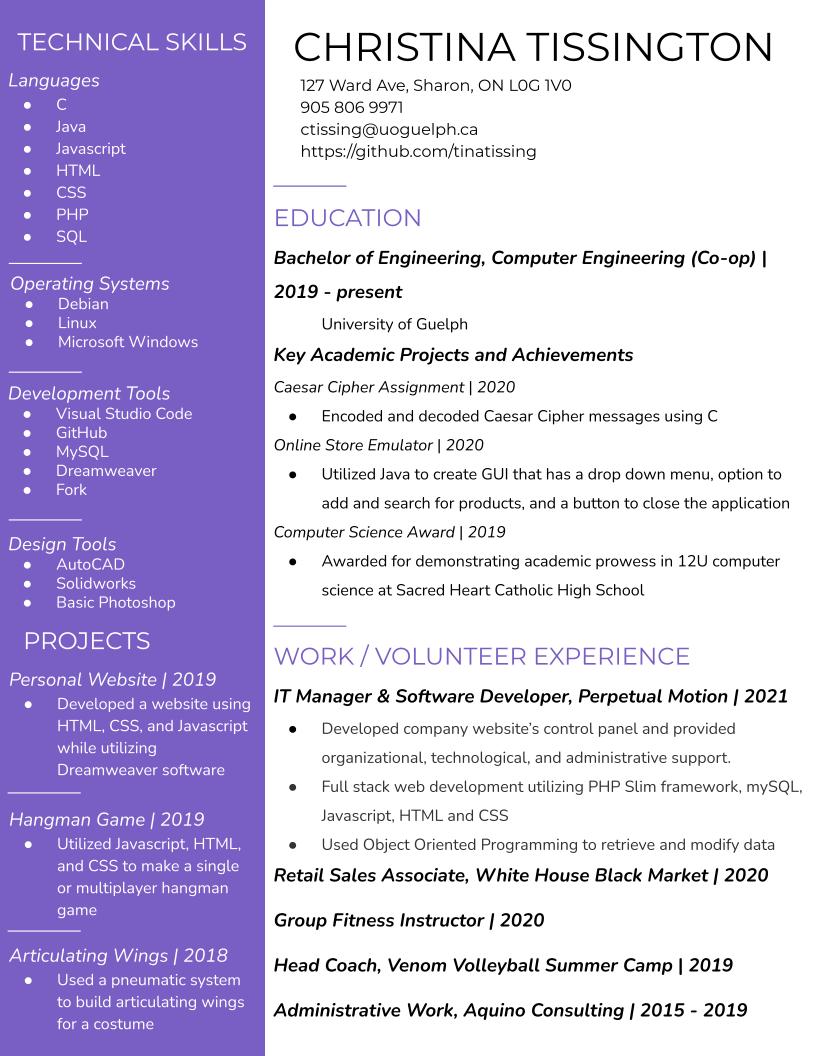 TECHNICAL SKILLS
Languages
● C
● Java
● Javascript
● HTML
● CSS
● PHP
● SQL
Operating Systems
● Debian
● Linux
● Microsoft Windows
Development Tools
● Visual Studio Code
● GitHub
● MySQL
● Dreamweaver
● Fork
Design Tools
● AutoCAD
● Solidworks
● Basic Photoshop
PROJECTS
Personal Website | 2019
● Developed a website using
HTML, CSS, and Javascript
while utilizing
Dreamweaver software
Hangman Game | 2019
● Utilized Javascript, HTML,
and CSS to make a single
or multiplayer hangman
game
Articulating Wings | 2018
● Used a pneumatic system
to build articulating wings
for a costume
CHRISTINA TISSINGTON
127 Ward Ave, Sharon, ON L0G 1V0
905 806 9971
ctissing@uoguelph.ca
https://github.com/tinatissing
EDUCATION
Bachelor of Engineering, Computer Engineering (Co-op) |
2019 - present
University of Guelph
Key Academic Projects and Achievements
Caesar Cipher Assignment | 2020
● Encoded and decoded Caesar Cipher messages using C
Online Store Emulator | 2020
● Utilized Java to create GUI that has a drop down menu, option to
add and search for products, and a button to close the application
Computer Science Award | 2019
● Awarded for demonstrating academic prowess in 12U computer
science at Sacred Heart Catholic High School
WORK / VOLUNTEER EXPERIENCE
IT Manager & Software Developer, Perpetual Motion | 2021
● Developed company website's control panel and provided
organizational, technological, and administrative support.
● Full stack web development utilizing PHP Slim framework, mySQL,
Javascript, HTML and CSS
● Used Object Oriented Programming to retrieve and modify data
Retail Sales Associate, White House Black Market | 2020
Group Fitness Instructor | 2020
Head Coach, Venom Volleyball Summer Camp | 2019
Administrative Work, Aquino Consulting | 2015 - 2019